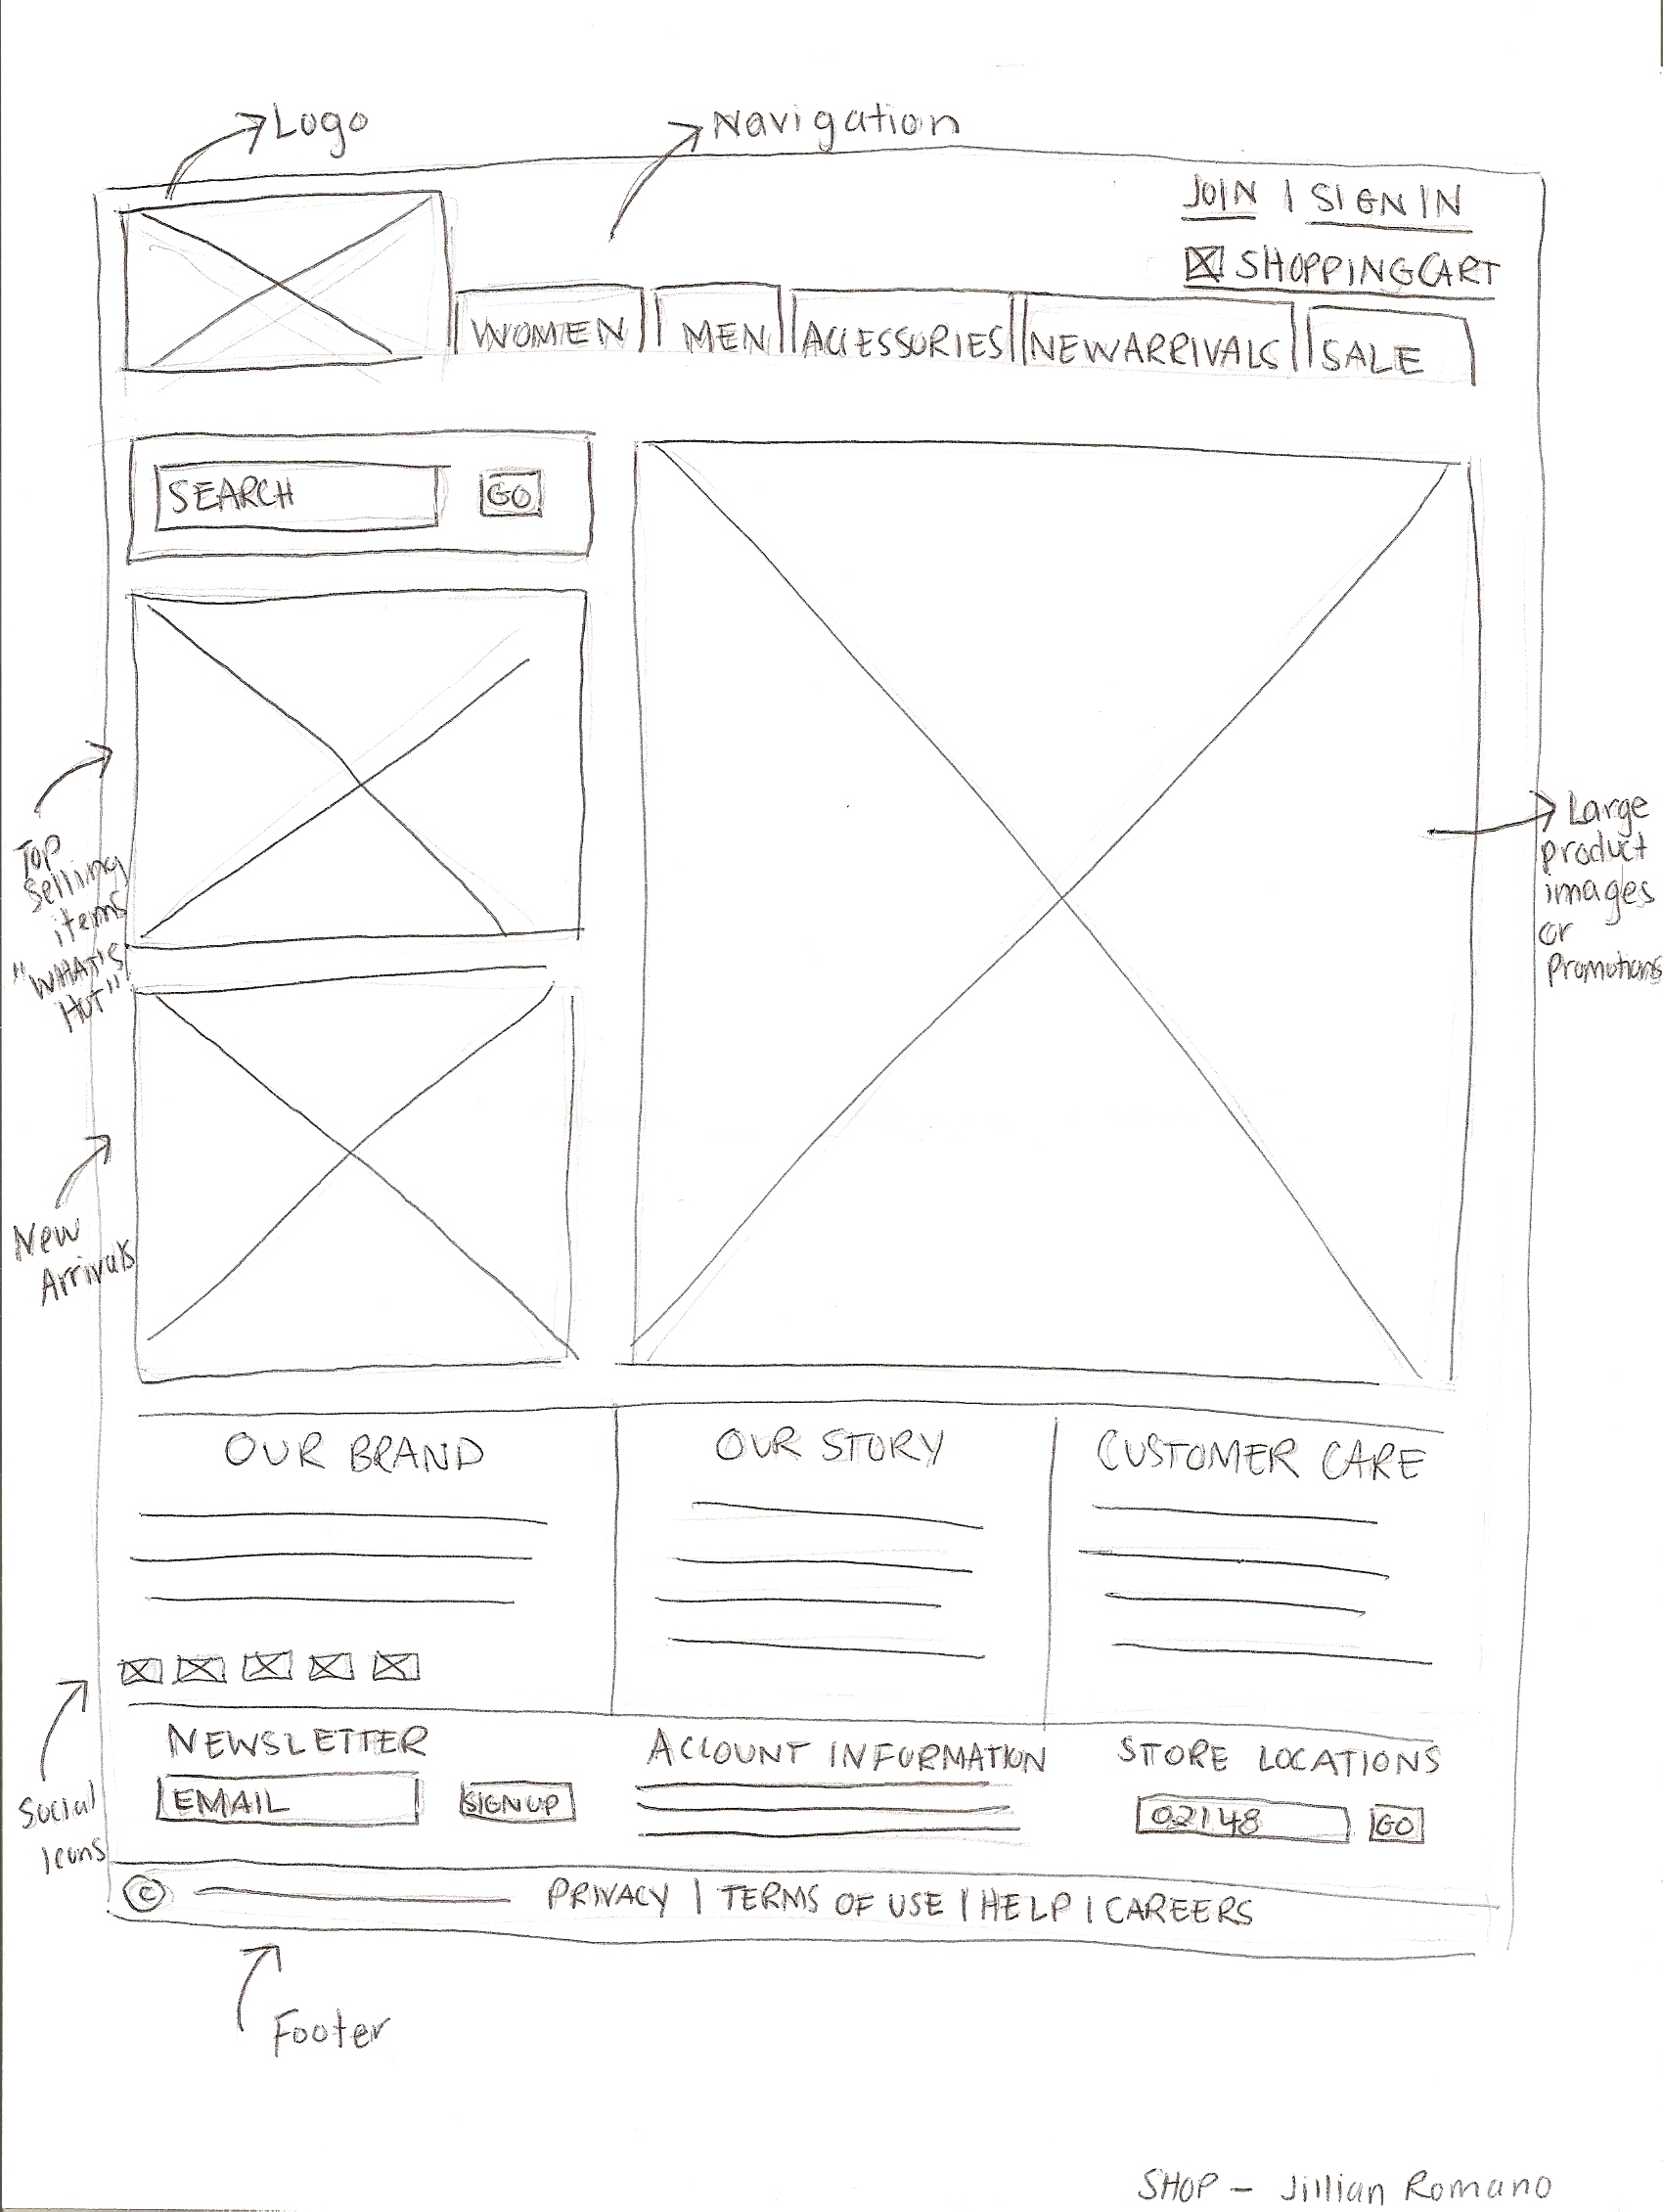 Logo
Navigation
JOIN | SIGN IN
SHOPPING CART
WOMEN
MEN
ACCESSORIES
NEW ARRIVALS
SALE
SEARCH
GO
Top
Selling
items
"WHAT'S
HOT"
Large
product
images
or
Promotions
New
Arrivals
OUR BRAND
OUR STORY
CUSTOMER CARE
Social
Icons
NEWSLETTER
EMAIL
SIGN UP
ACCOUNT INFORMATION
STORE LOCATIONS
02148
GO
© PRIVACY | TERMS OF USE | HELP | CAREERS
Footer
SHOP - Jillian Romano